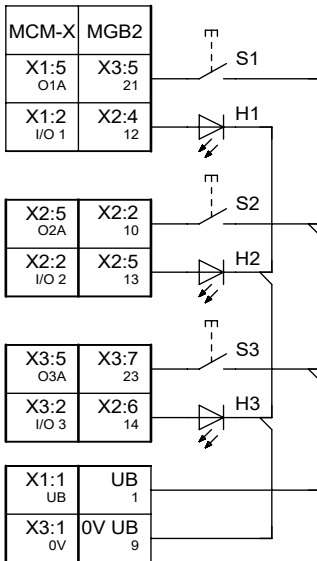 MCM-X MGB2
X1:5 X3:5 S1
O1A 21
X1:2 X2:4 H1
I/O 1 12
X2:5 X2:2 S2
O2A 10
X2:2 X2:5 H2
I/O 2 13
X3:5 X3:7 S3
O3A 23
X3:2 X2:6 H3
I/O 3 14
X1:1 UB
UB 1
X3:1 0V UB
0V 9